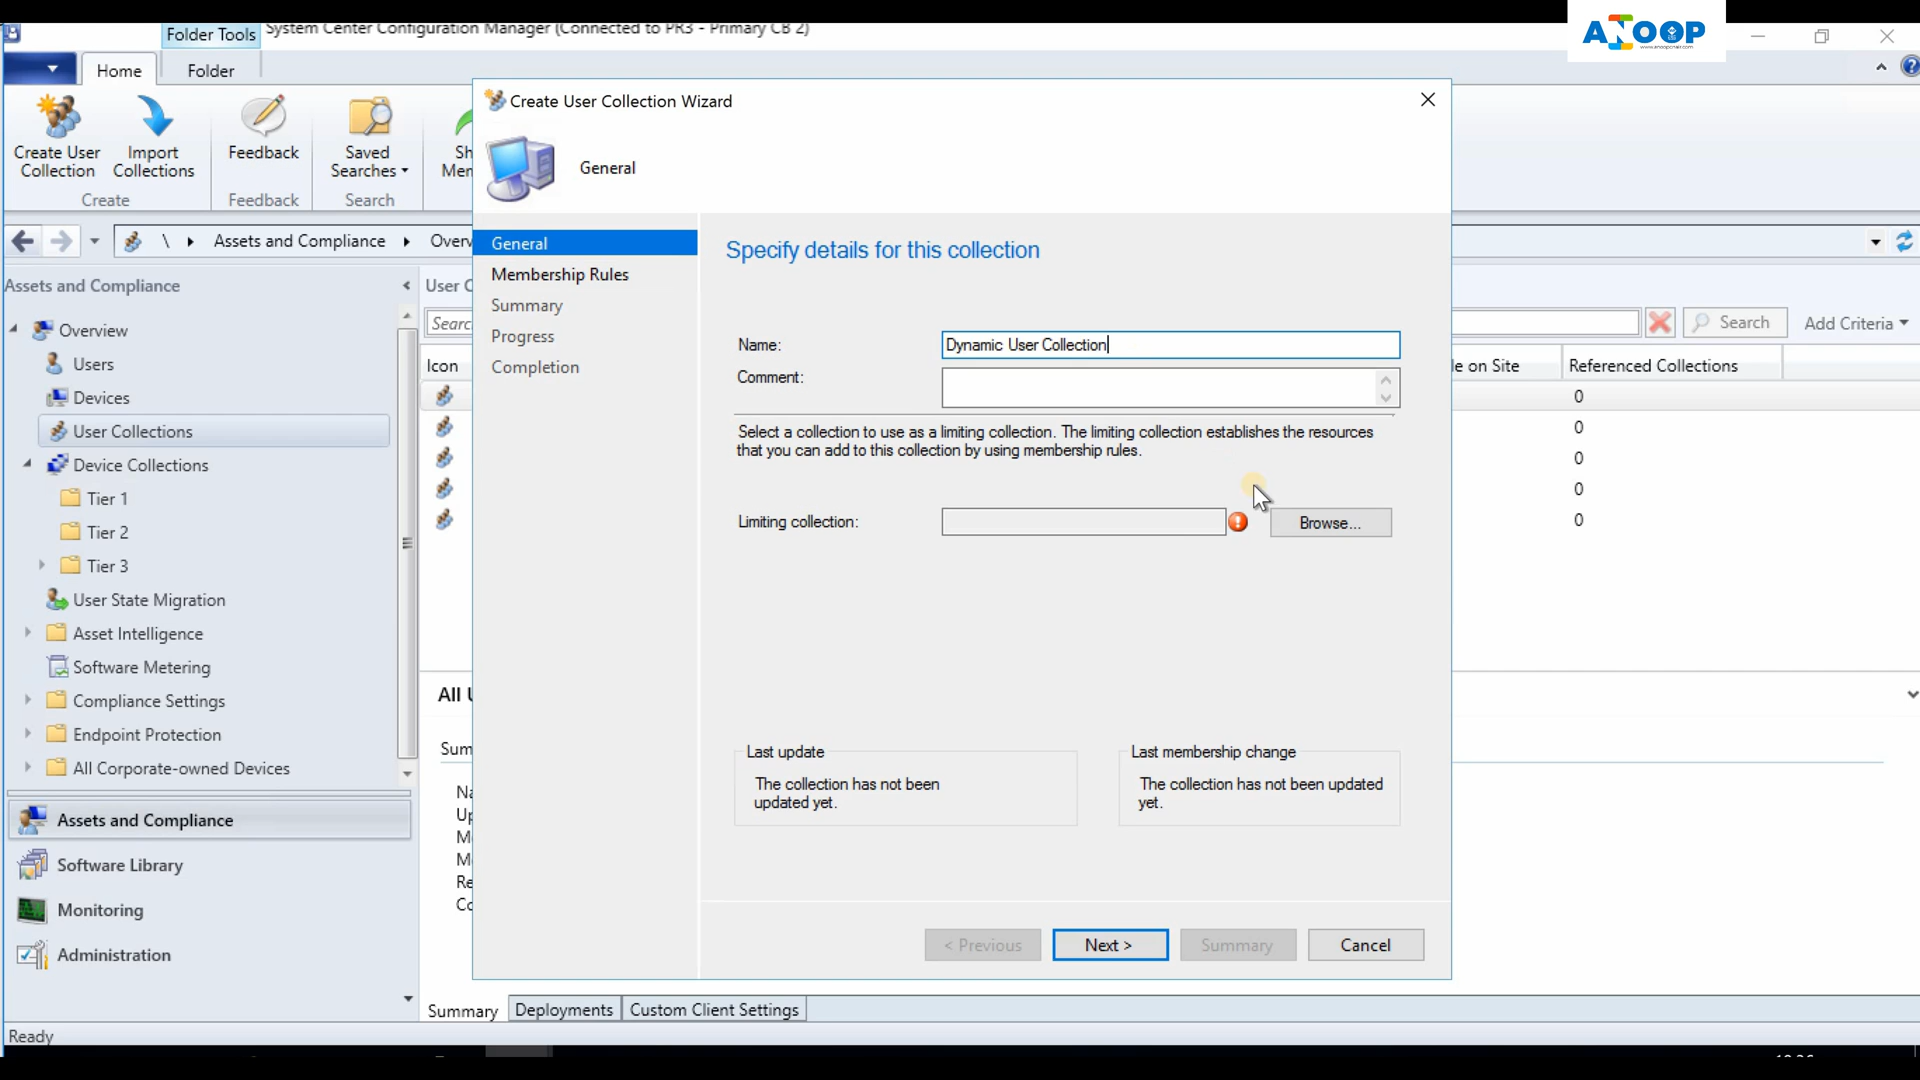 ANOOP
www.anoopcnair.com
Folder Tools
System Center Configuration Manager (Connected to PR3 - Primary CB 2)
Home
Folder
Create User
Collection
Import
Collections
Feedback
Saved
Searches
Create
Feedback
Search
\
Assets and Compliance
Assets and Compliance
Overview
Users
Devices
User Collections
Device Collections
Tier 1
Tier 2
Tier 3
User State Migration
Asset Intelligence
Software Metering
Compliance Settings
Endpoint Protection
All Corporate-owned Devices
Assets and Compliance
Software Library
Monitoring
Administration
Ready
Icon
Create User Collection Wizard
General
General
Membership Rules
Summary
Progress
Completion
Specify details for this collection
Name:
Dynamic User Collection
Comment:
Select a collection to use as a limiting collection. The limiting collection establishes the resources
that you can add to this collection by using membership rules.
Limiting collection:
Browse...
Last update
The collection has not been
updated yet.
Last membership change
The collection has not been updated
yet.
< Previous
Next >
Summary
Cancel
Search
Add Criteria
on Site
Referenced Collections
0
0
0
0
0
Summary
Deployments
Custom Client Settings